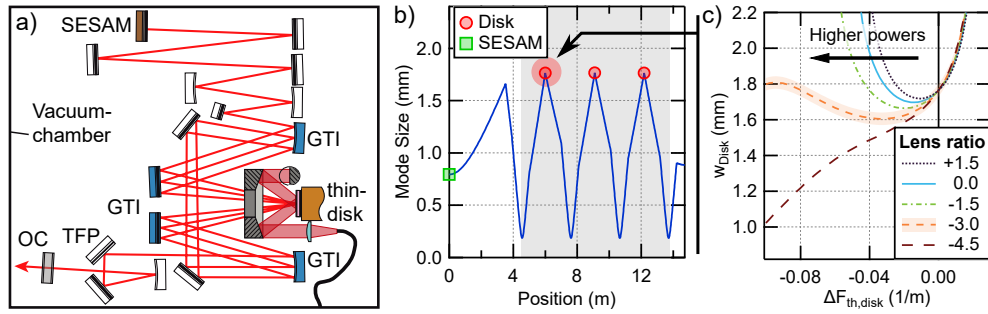 a)
SESAM
Vacuum-
chamber
GTI
thin-
disk
GTI
OC
TFP
GTI
b)
Disk
SESAM
2.0
1.5
1.0
0.5
0.0
Mode Size (mm)
0
4
8
12
Position (m)
c)
2.2
2.0
1.8
1.6
1.4
1.2
1.0
wDisk (mm)
Higher powers
Lens ratio
+1.5
0.0
-1.5
-3.0
-4.5
-0.08
-0.04
0.00
ΔFth,disk (1/m)